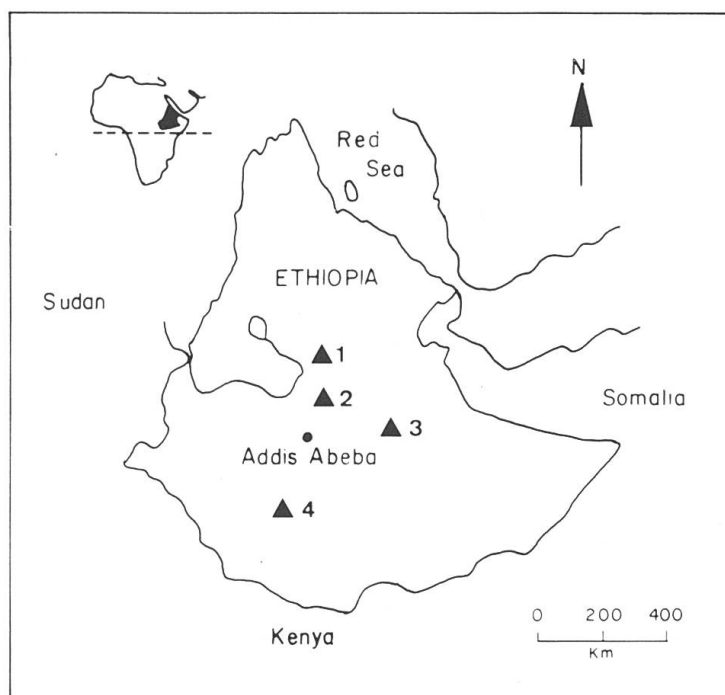 N
Red
Sea
ETHIOPIA
Sudan
1
2
Somalia
3
Addis Abeba
4
0 200 400
Km
Kenya